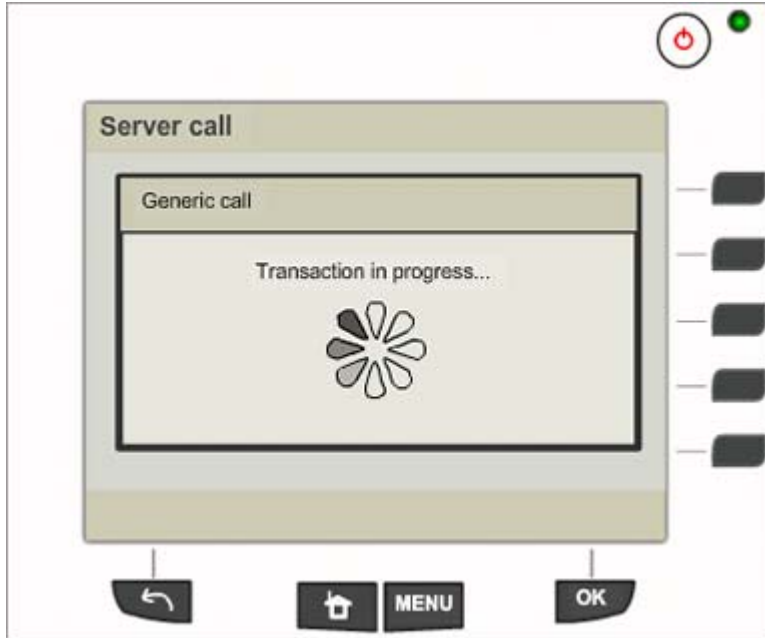 Server call
Generic call
Transaction in progress...
MENU
OK